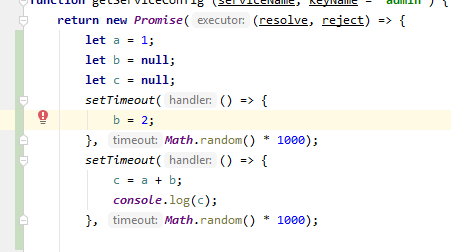 function getServiceConfig (serviceName, keyName = "admin") {
return new Promise( executor: (resolve, reject) => {
let a = 1;
let b = null;
let c = null;
setTimeout( handler: () => {
b = 2;
}, timeout: Math.random() * 1000);
setTimeout( handler: () => {
c = a + b;
console.log(c);
}, timeout: Math.random() * 1000);